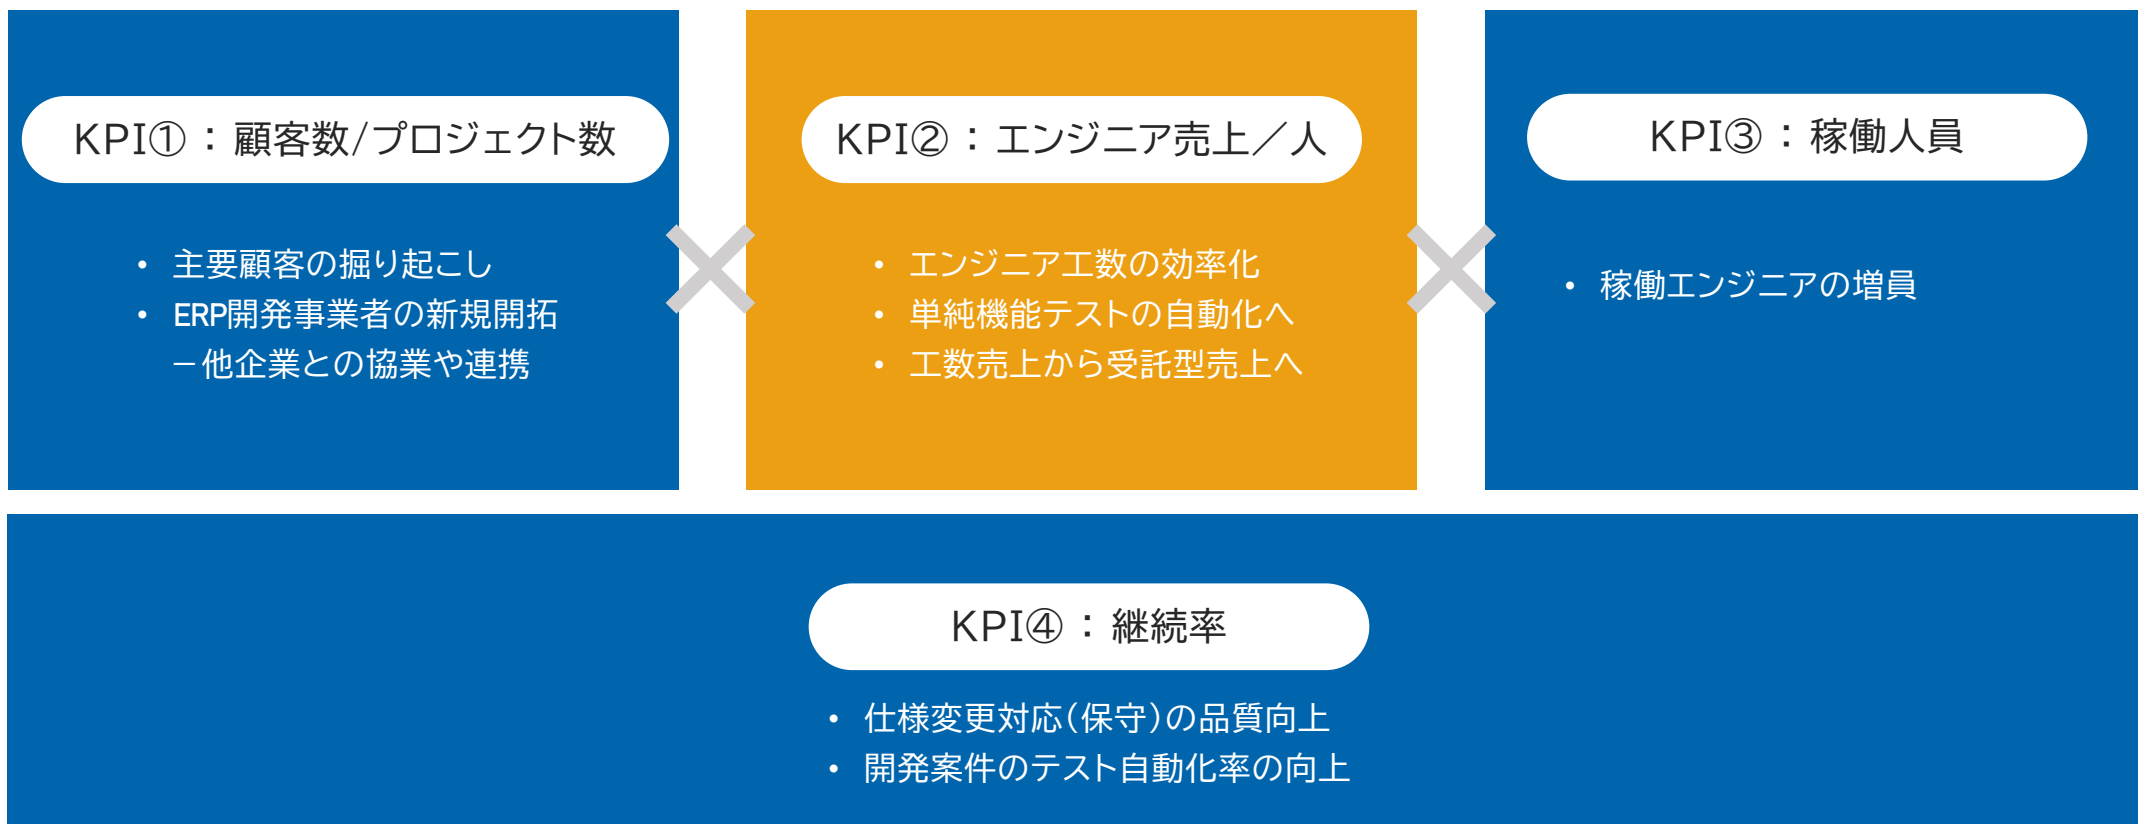 KPI①：顧客数/プロジェクト数
• 主要顧客の掘り起こし
• ERP開発事業者の新規開拓
－他企業との協業や連携
KPI②：エンジニア売上／人
• エンジニア工数の効率化
• 単純機能テストの自動化へ
• 工数売上から受託型売上へ
KPI③：稼働人員
• 稼働エンジニアの増員
KPI④：継続率
• 仕様変更対応（保守）の品質向上
• 開発案件のテスト自動化率の向上